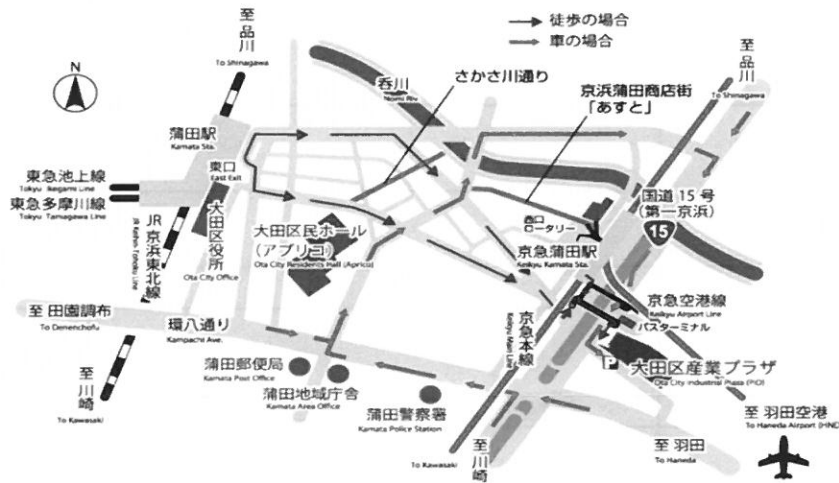 徒歩の場合
車の場合
至 品川
To Shinagawa
N
呑川
Nomi Riv.
さかさ川通り
京浜蒲田商店街
「あすと」
至 品川
To Shinagawa
蒲田駅
Kamata Sta.
東口
East Exit
東急池上線
Tokyu Ikegami Line
東急多摩川線
Tokyu Tamagawa Line
JR京浜東北線
JR Keihin Tohoku Line
大田区役所
Ota City Office
大田区民ホール
(アプリコ)
Ota City Residents Hall (Aprico)
西口
ロータリー
京急蒲田駅
Keikyu Kamata Sta.
国道15号
(第一京浜)
15
京急空港線
Keikyu Airport Line
バスターミナル
京急本線
Keikyu Main Line
至 田園調布
To Denenchofu
環八通り
Kampachi Ave.
P
大田区産業プラザ
Ota City Industrial Plaza (PiO)
蒲田郵便局
Kamata Post Office
蒲田地域庁舎
Kamata Area Office
蒲田警察署
Kamata Police Station
至 川崎
To Kawasaki
至 川崎
To Kawasaki
至 羽田
To Haneda
至 羽田空港
To Haneda Airport (HND)